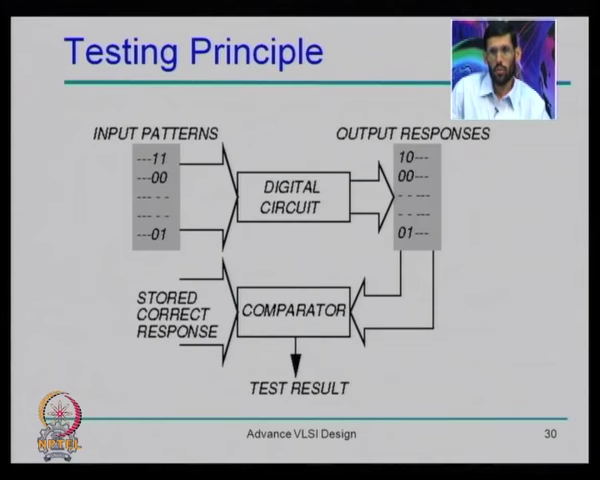 Testing Principle
INPUT PATTERNS
OUTPUT RESPONSES
---11
---00
--- - -
--- - -
---01
DIGITAL
CIRCUIT
10---
00---
- - ---
- - ---
01---
STORED
CORRECT
RESPONSE
COMPARATOR
TEST RESULT
NPTEL
Advance VLSI Design
30